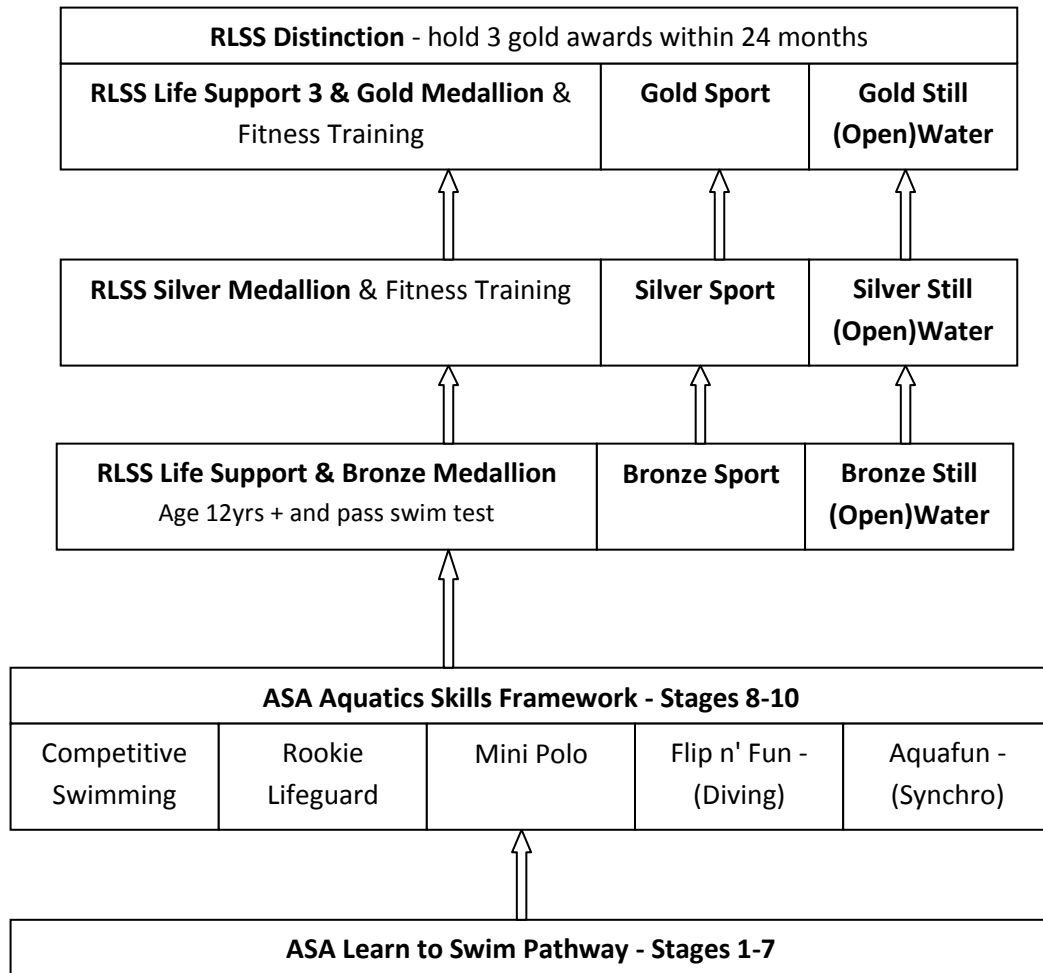 RLSS Distinction - hold 3 gold awards within 24 months
RLSS Life Support 3 & Gold Medallion &
Fitness Training
Gold Sport
Gold Still
(Open)Water
RLSS Silver Medallion & Fitness Training
Silver Sport
Silver Still
(Open)Water
RLSS Life Support & Bronze Medallion
Age 12yrs + and pass swim test
Bronze Sport
Bronze Still
(Open)Water
ASA Aquatics Skills Framework - Stages 8-10
Competitive
Swimming
Rookie
Lifeguard
Mini Polo
Flip n' Fun -
(Diving)
Aquafun -
(Synchro)
ASA Learn to Swim Pathway - Stages 1-7